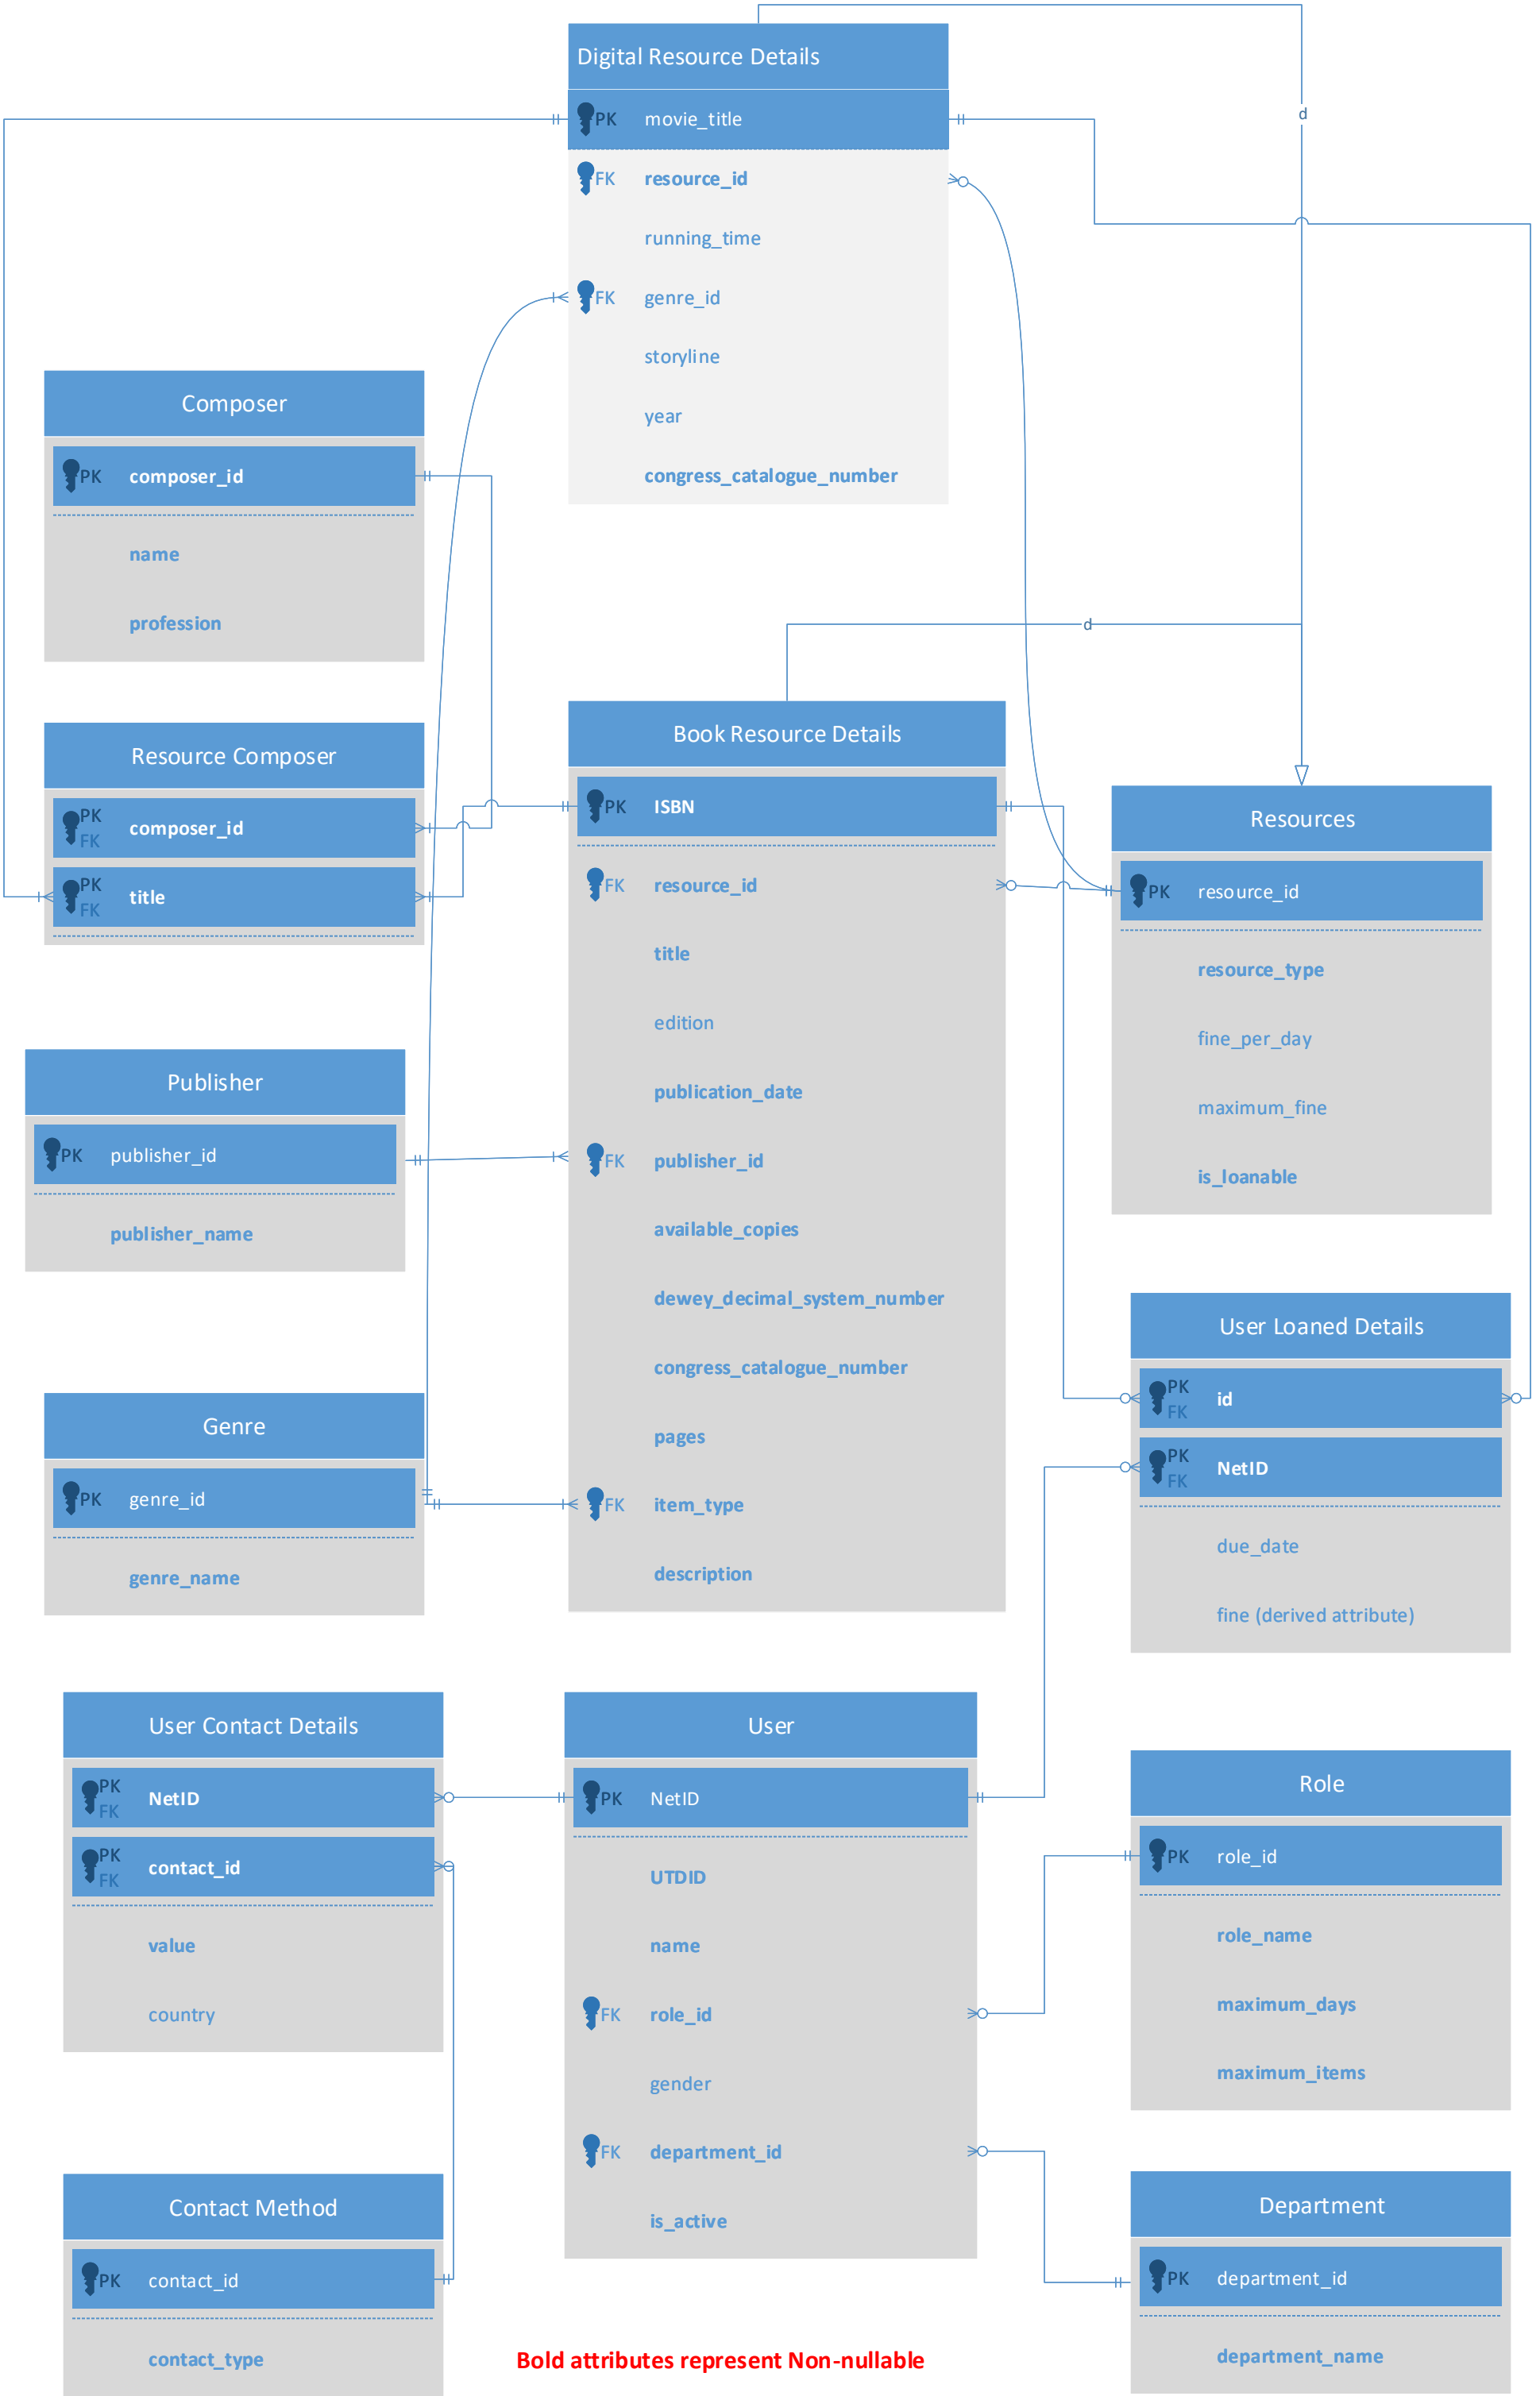 Digital Resource Details
PK movie_title
FK resource_id
running_time
FK genre_id
storyline
year
congress_catalogue_number
d
Composer
PK composer_id
name
profession
d
Resource Composer
PK
FK composer_id
PK
FK title
Book Resource Details
PK ISBN
FK resource_id
title
edition
publication_date
FK publisher_id
available_copies
dewey_decimal_system_number
congress_catalogue_number
pages
FK item_type
description
Resources
PK resource_id
resource_type
fine_per_day
maximum_fine
is_loanable
Publisher
PK publisher_id
publisher_name
Genre
PK genre_id
genre_name
User Loaned Details
PK
FK id
PK
FK NetID
due_date
fine (derived attribute)
User Contact Details
PK
FK NetID
PK
FK contact_id
value
country
User
PK NetID
UTDID
name
FK role_id
gender
FK department_id
is_active
Role
PK role_id
role_name
maximum_days
maximum_items
Contact Method
PK contact_id
contact_type
Department
PK department_id
department_name
Bold attributes represent Non-nullable